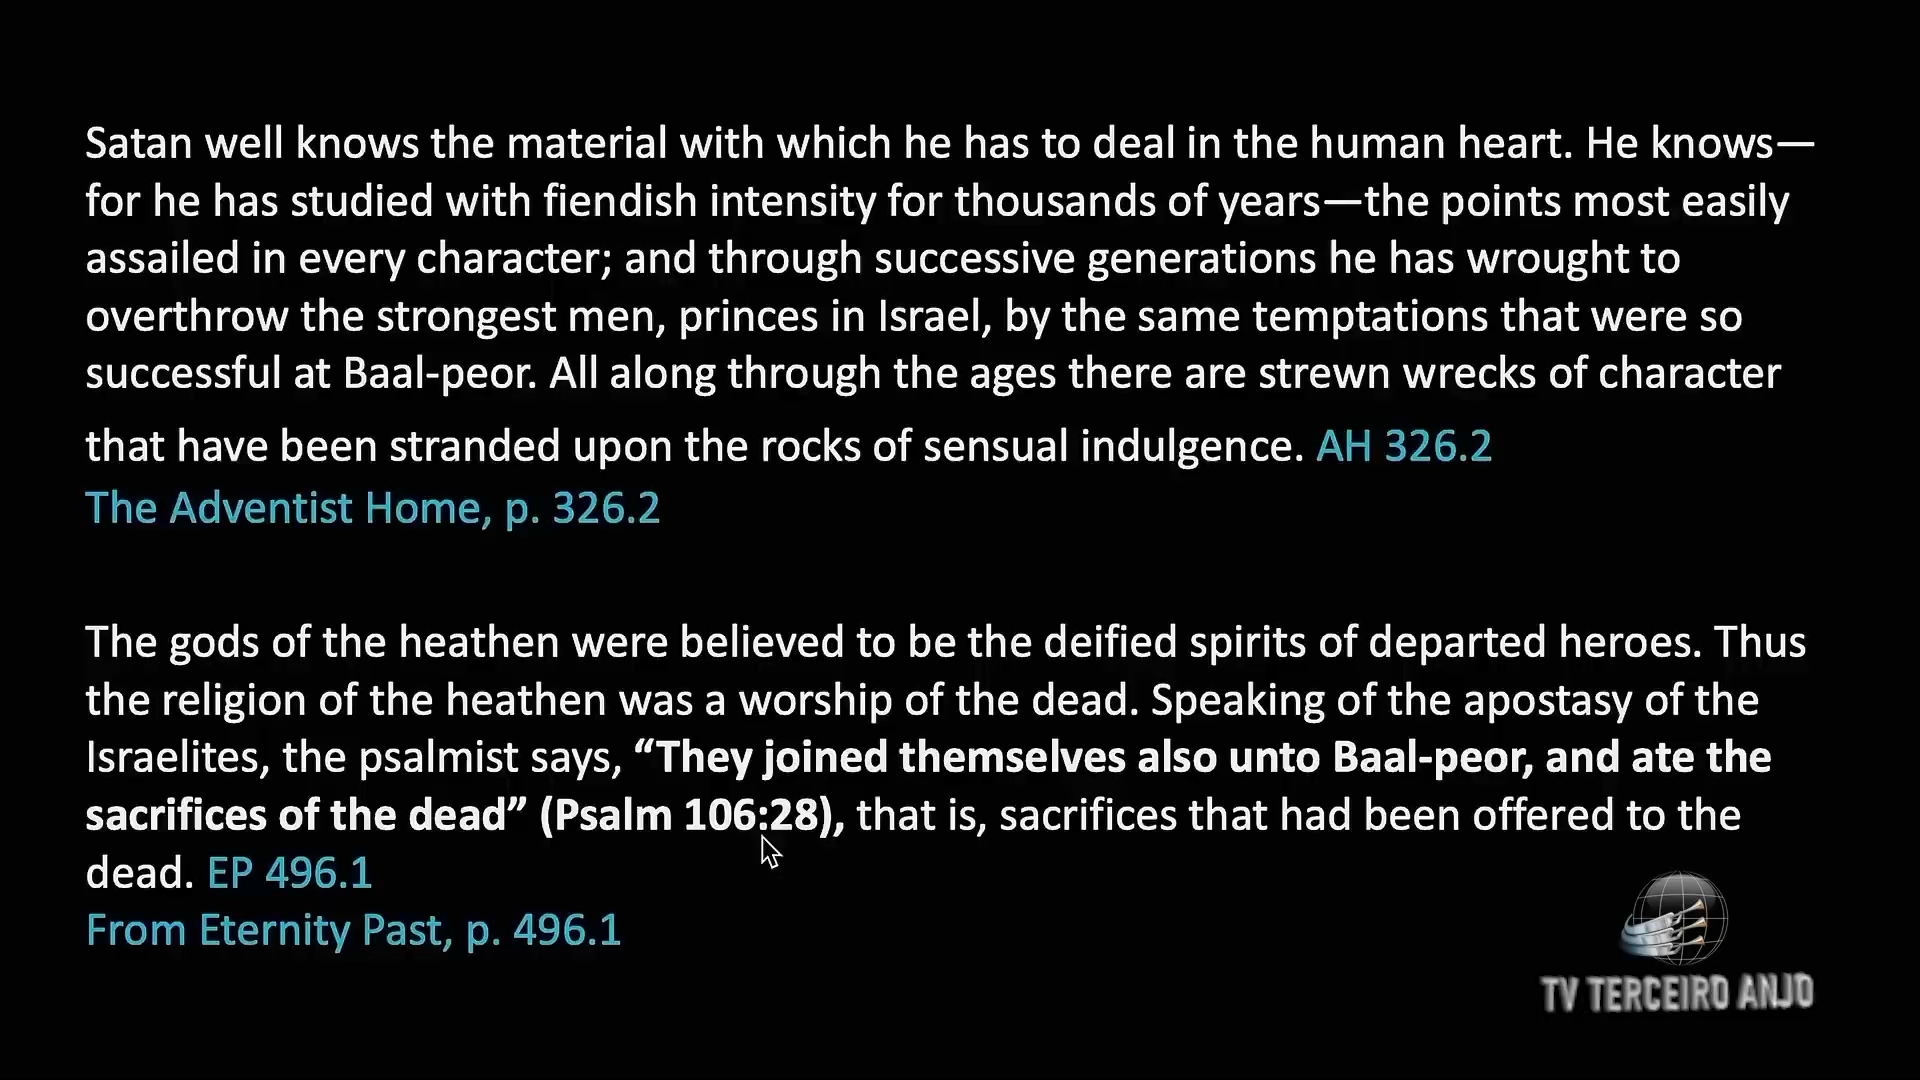 Satan well knows the material with which he has to deal in the human heart. He knows—
for he has studied with fiendish intensity for thousands of years—the points most easily
assailed in every character; and through successive generations he has wrought to
overthrow the strongest men, princes in Israel, by the same temptations that were so
successful at Baal-peor. All along through the ages there are strewn wrecks of character
that have been stranded upon the rocks of sensual indulgence. AH 326.2
The Adventist Home, p. 326.2
The gods of the heathen were believed to be the deified spirits of departed heroes. Thus
the religion of the heathen was a worship of the dead. Speaking of the apostasy of the
Israelites, the psalmist says, “They joined themselves also unto Baal-peor, and ate the
sacrifices of the dead” (Psalm 106:28), that is, sacrifices that had been offered to the
dead. EP 496.1
From Eternity Past, p. 496.1
TV TERCEIRO ANJO